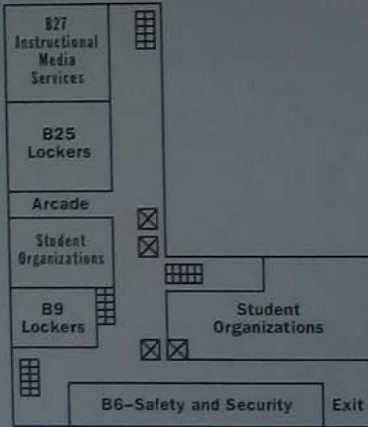 B27
Instructional
Media
Services
B25
Lockers
Arcade
Student
Organizations
B9
Lockers
Student
Organizations
B6–Safety and Security
Exit